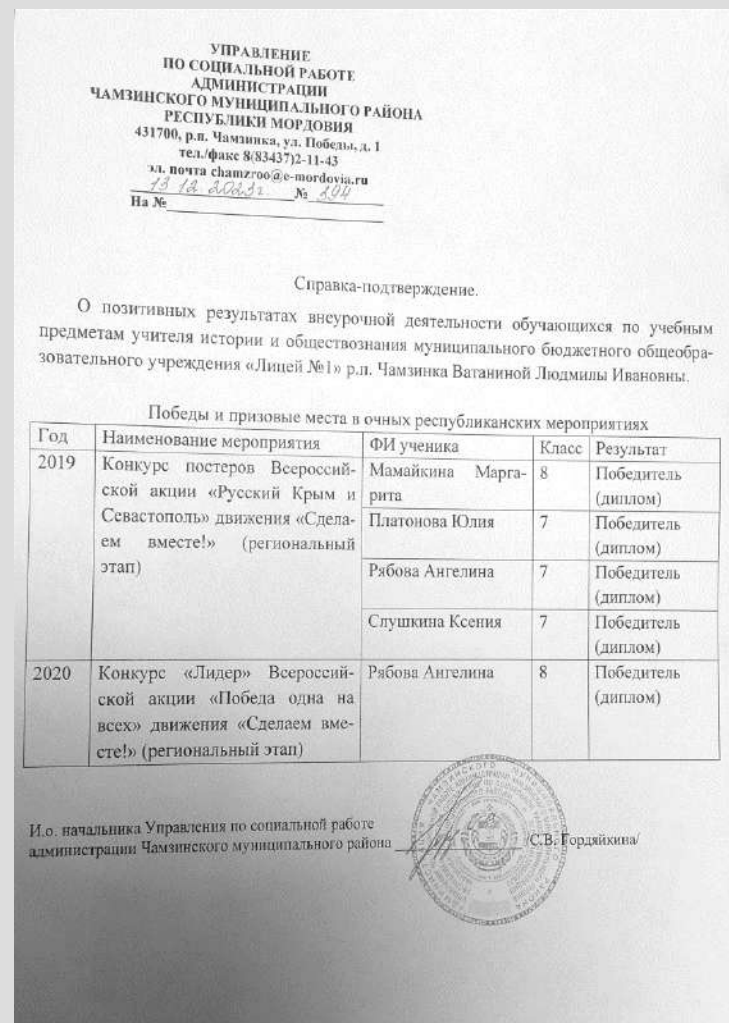 УПРАВЛЕНИЕ
ПО СОЦИАЛЬНОЙ РАБОТЕ
АДМИНИСТРАЦИИ
ЧАМЗИНСКОГО МУНИЦИПАЛЬНОГО РАЙОНА
РЕСПУБЛИКИ МОРДОВИЯ
431700, р.п. Чамзинка, ул. Победы, д. 1
тел./факс 8(83437)2-11-43
эл. почта chamzroo@e-mordovia.ru
13.12.2023г. № 294
На №
Справка-подтверждение.
О позитивных результатах внеурочной деятельности обучающихся по учебным
предметам учителя истории и обществознания муниципального бюджетного общеобра-
зовательного учреждения «Лицей №1» р.п. Чамзинка Ватаниной Людмилы Ивановны.
Победы и призовые места в очных республиканских мероприятиях
Год Наименование мероприятия ФИ ученика Класс Результат
2019 Конкурс постеров Всероссий- Мамайкина Марга- 8 Победитель
ской акции «Русский Крым и рита (диплом)
Севастополь» движения «Сдела- Платонова Юлия 7 Победитель
ем вместе!» (региональный (диплом)
этап) Рябова Ангелина 7 Победитель
(диплом)
Слушкина Ксения 7 Победитель
(диплом)
2020 Конкурс «Лидер» Всероссий- Рябова Ангелина 8 Победитель
ской акции «Победа одна на (диплом)
всех» движения «Сделаем вме-
сте!» (региональный этап)
И.о. начальника Управления по социальной работе
администрации Чамзинского муниципального района /С.В. Гордяйкина/